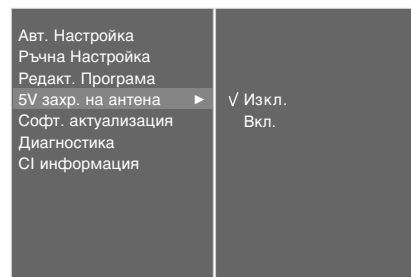 Авт. Настройка
Ръчна Настройка
Редакт. Програма
5V захр. на антена ►
√ Изкл.
Софт. актуализация
Вкл.
Диагностика
CI информация